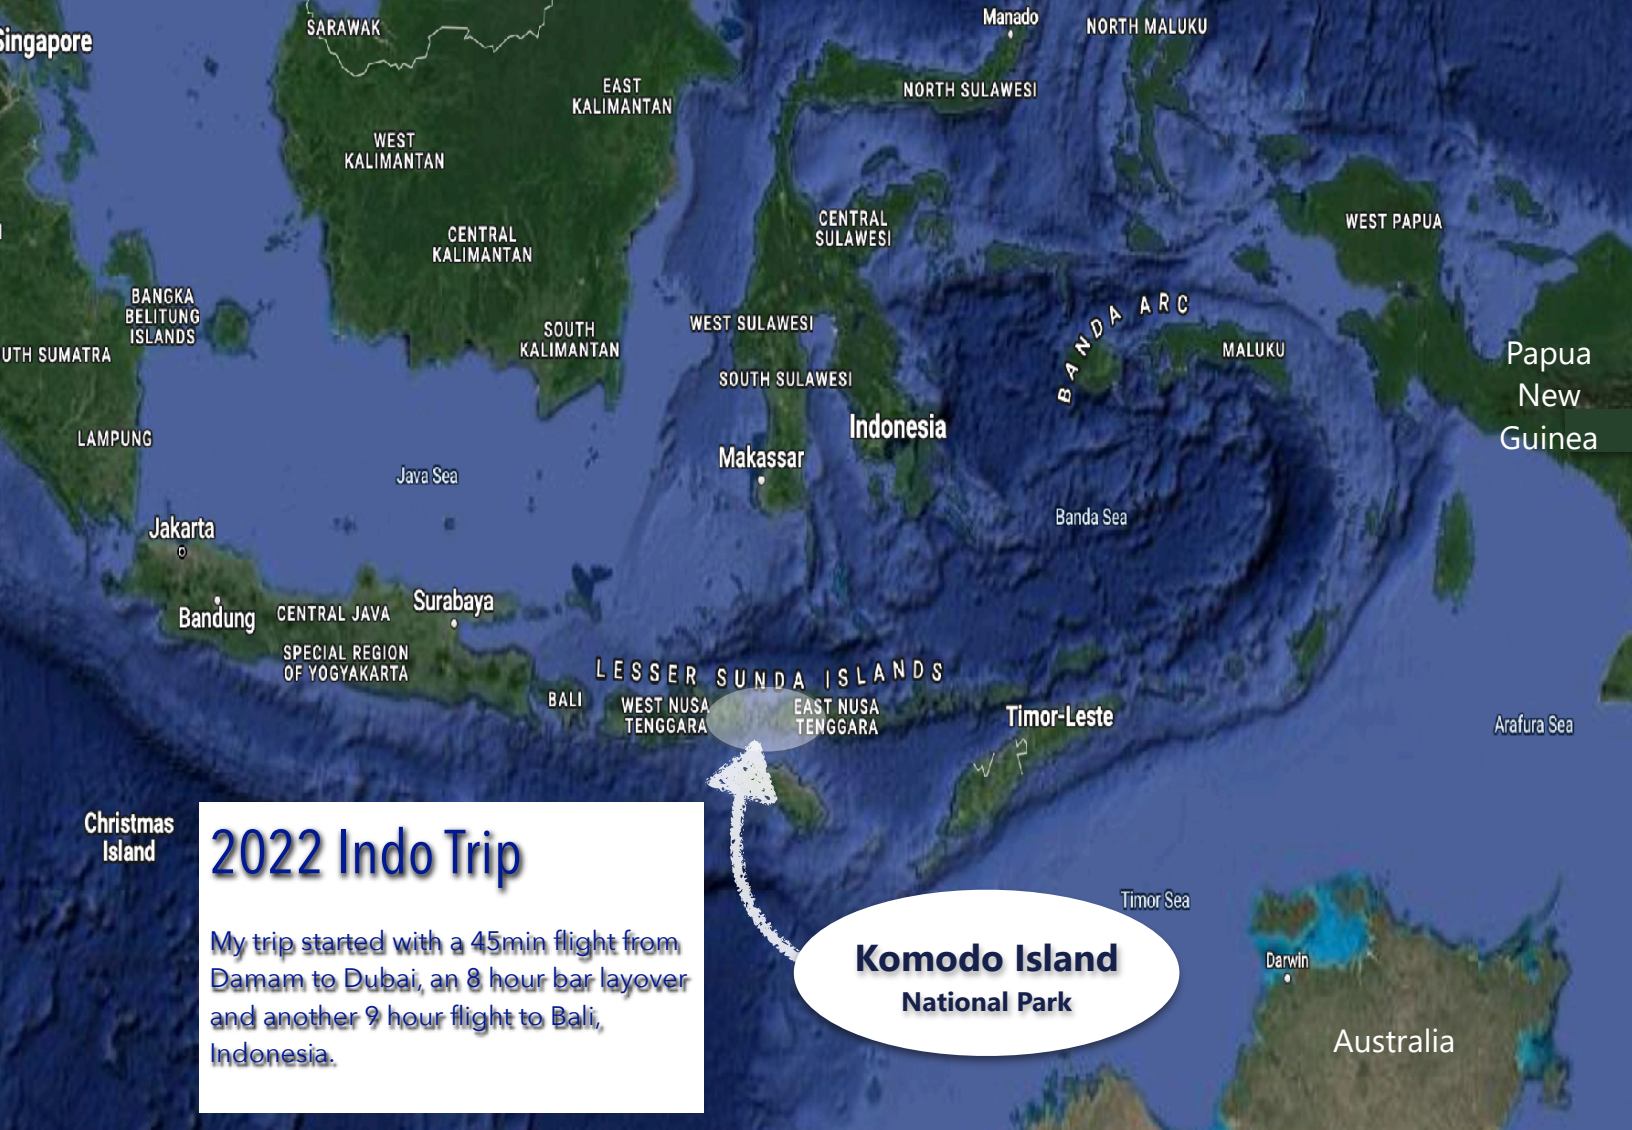 Singapore
SARAWAK
Manado
NORTH MALUKU
EAST
KALIMANTAN
NORTH SULAWESI
WEST
KALIMANTAN
CENTRAL
KALIMANTAN
CENTRAL
SULAWESI
WEST PAPUA
BANGKA
BELITUNG
ISLANDS
BANDA ARC
WEST SULAWESI
SOUTH
KALIMANTAN
UTH SUMATRA
MALUKU
Papua
New
Guinea
SOUTH SULAWESI
Indonesia
LAMPUNG
Makassar
Java Sea
Banda Sea
Jakarta
Bandung
CENTRAL JAVA
Surabaya
SPECIAL REGION
OF YOGYAKARTA
LESSER SUNDA ISLANDS
BALI
WEST NUSA
TENGGARA
EAST NUSA
TENGGARA
Timor-Leste
Arafura Sea
Christmas
Island
2022 Indo Trip
My trip started with a 45min flight from
Damam to Dubai, an 8 hour bar layover
and another 9 hour flight to Bali,
Indonesia.
Komodo Island
National Park
Timor Sea
Darwin
Australia